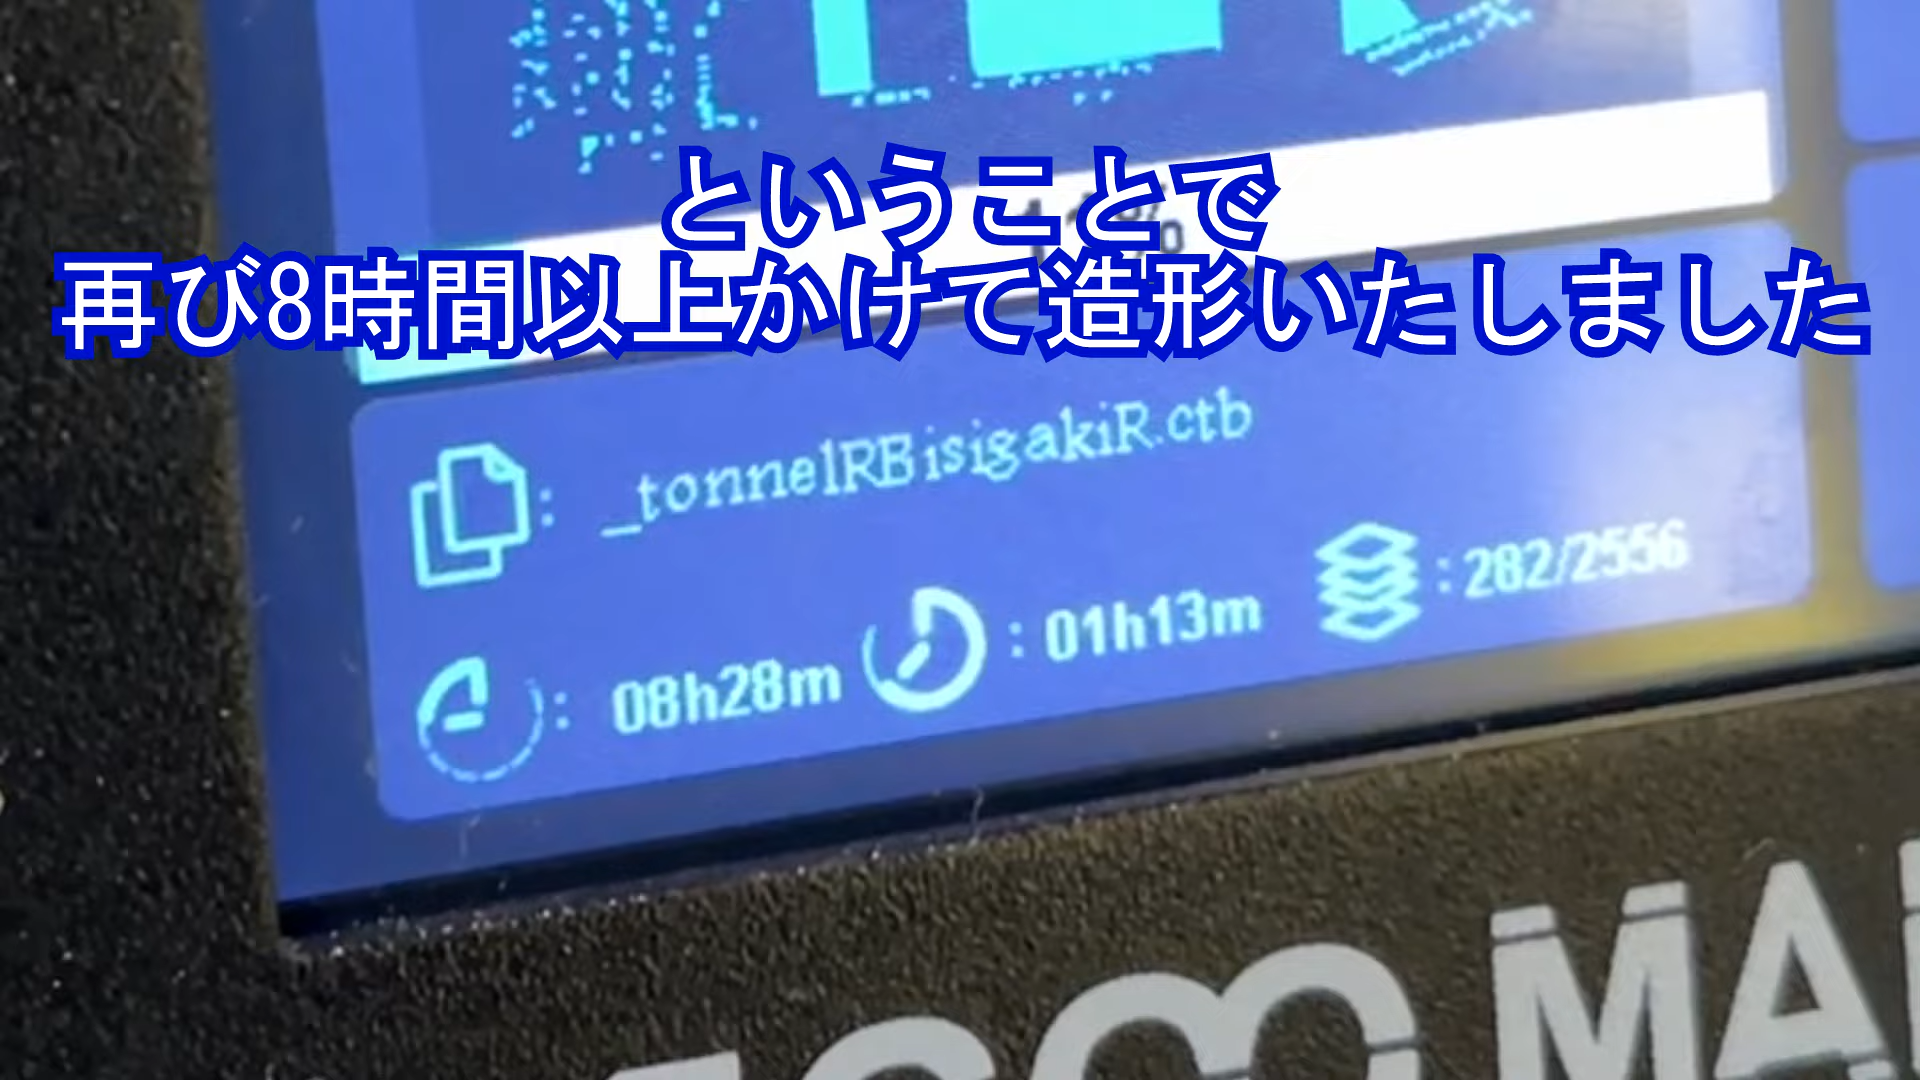 ということで
再び8時間以上かけて造形いたしました
: _tonnelRBisigakiR.ctb
: 08h28m : 01h13m : 282/2556